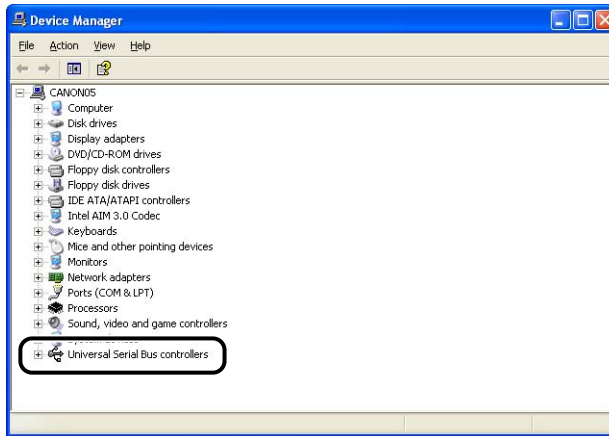 Device Manager
File Action View Help
CANON05
Computer
Disk drives
Display adapters
DVD/CD-ROM drives
Floppy disk controllers
Floppy disk drives
IDE ATA/ATAPI controllers
Intel AIM 3.0 Codec
Keyboards
Mice and other pointing devices
Monitors
Network adapters
Ports (COM & LPT)
Processors
Sound, video and game controllers
Universal Serial Bus controllers